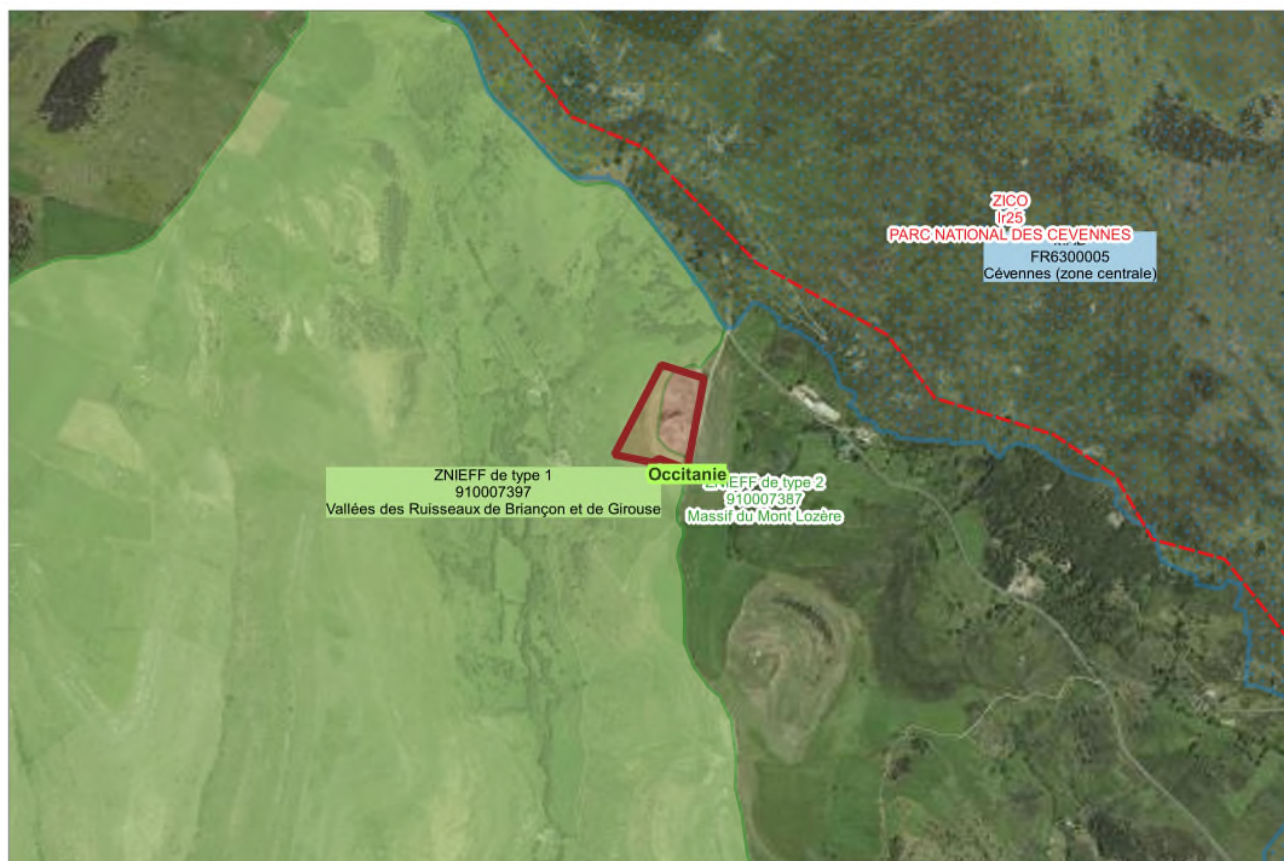 ZICO
lr25
PARC NATIONAL DES CEVENNES
FR6300005
Cévennes (zone centrale)
ZNIEFF de type 1
910007397
Vallées des Ruisseaux de Briançon et de Girouse
Occitanie
ZNIEFF de type 2
910007387
Massif du Mont Lozère